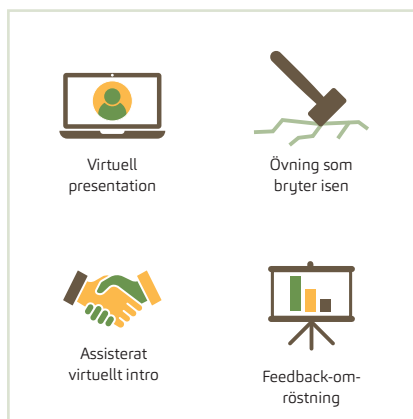 Virtuell
presentation
Övning som
bryter isen
Assisterat
virtuellt intro
Feedback-om-
röstning